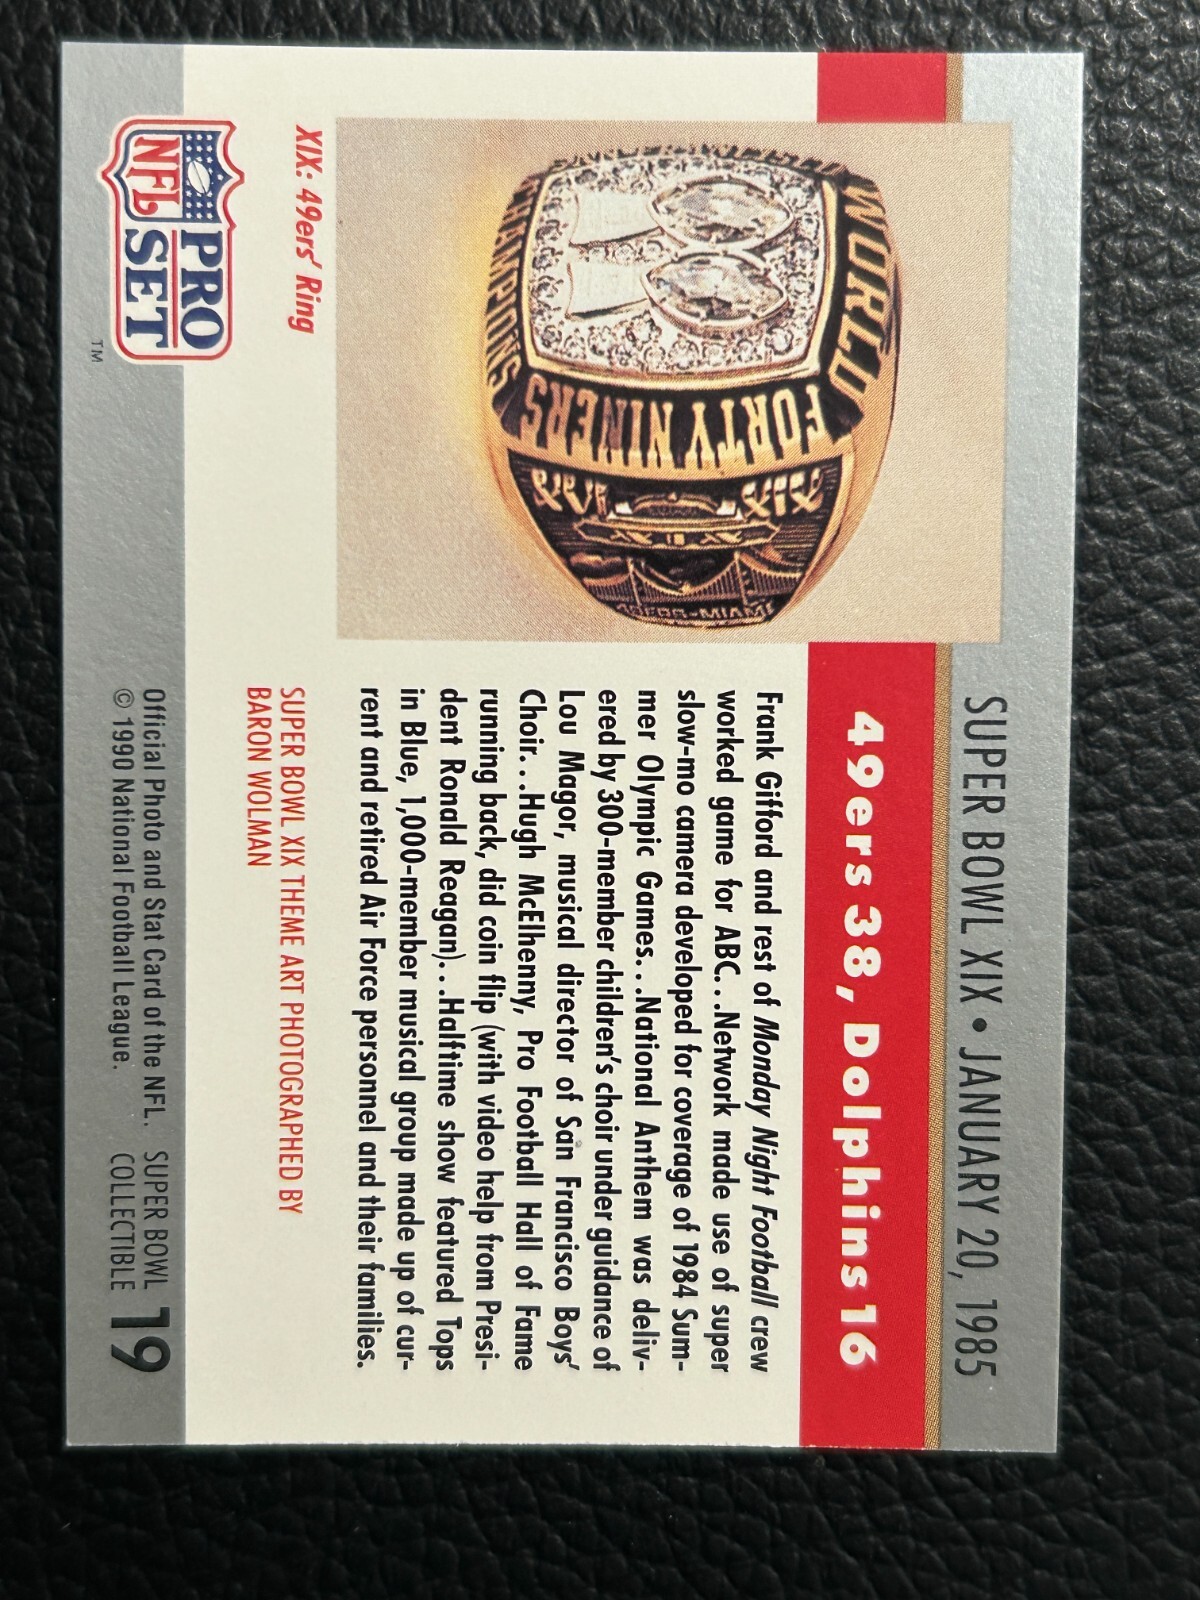 SUPER BOWL XIX • JANUARY 20, 1985
49ers 38, Dolphins 16
WORLD
CHAMPIONS
FORTY NINERS
XVI XIX
49ERS-MIAMI
XIX: 49ers' Ring
Frank Gifford and rest of Monday Night Football crew
worked game for ABC. . .Network made use of super
slow-mo camera developed for coverage of 1984 Sum-
mer Olympic Games. . .National Anthem was deliv-
ered by 300-member children's choir under guidance of
Lou Magor, musical director of San Francisco Boys'
Choir. . .Hugh McElhenny, Pro Football Hall of Fame
running back, did coin flip (with video help from Presi-
dent Ronald Reagan). . .Halftime show featured Tops
in Blue, 1,000-member musical group made up of cur-
rent and retired Air Force personnel and their families.
SUPER BOWL XIX THEME ART PHOTOGRAPHED BY
BARON WOLMAN
NFL
PRO
SET
TM
Official Photo and Stat Card of the NFL.
© 1990 National Football League.
SUPER BOWL
COLLECTIBLE
19